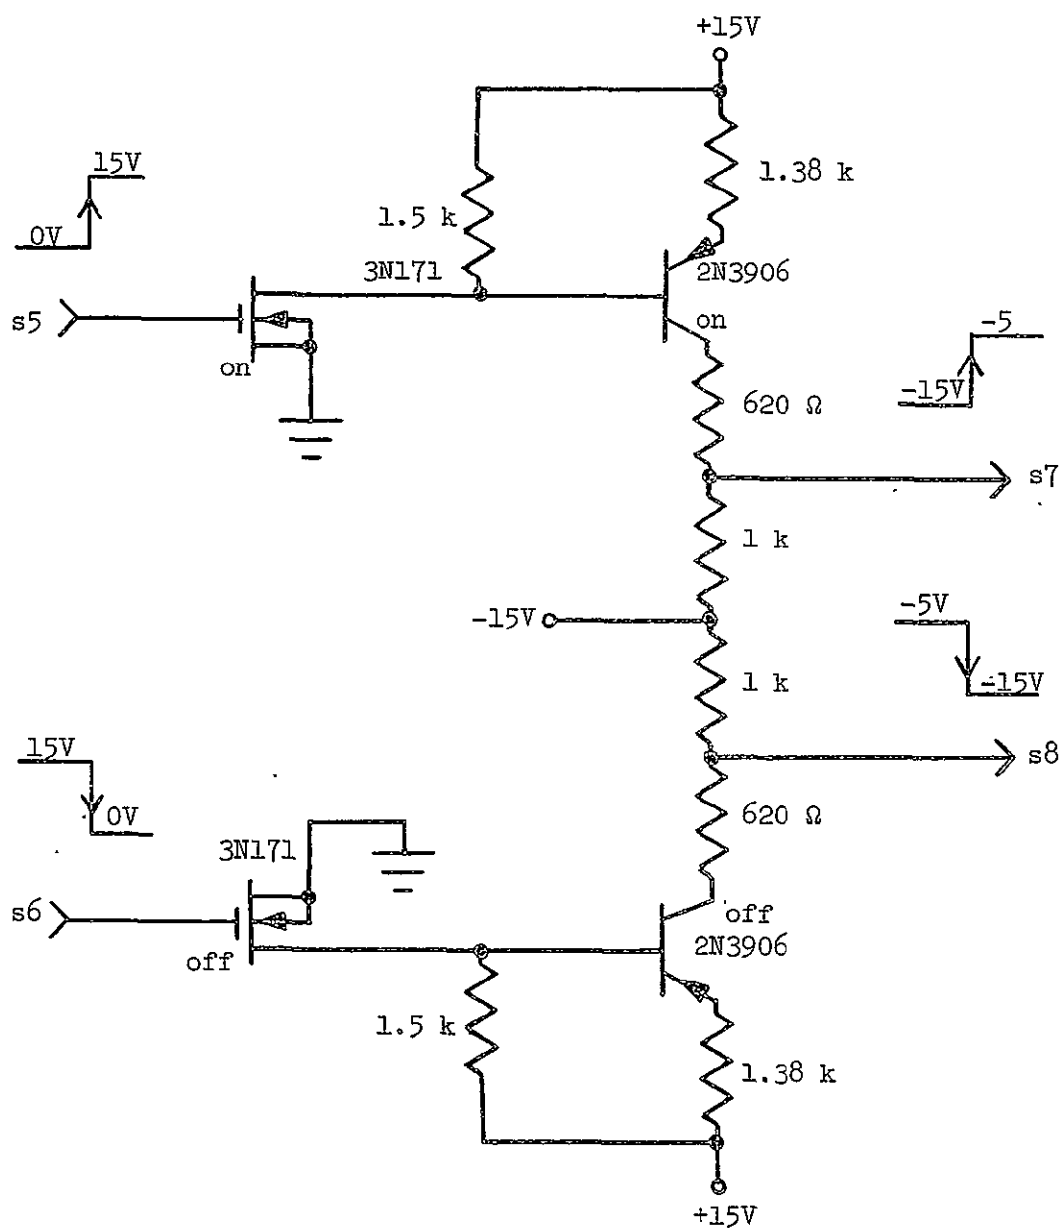 +15V
15V
1.38 k
1.5 k
0V
3N171
2N3906
s5
on
on
-5
-15V
620 Ω
s7
1 k
-15V
-5V
1 k
-15V
15V
s8
0V
620 Ω
3N171
s6
off
off
2N3906
1.5 k
1.38 k
+15V